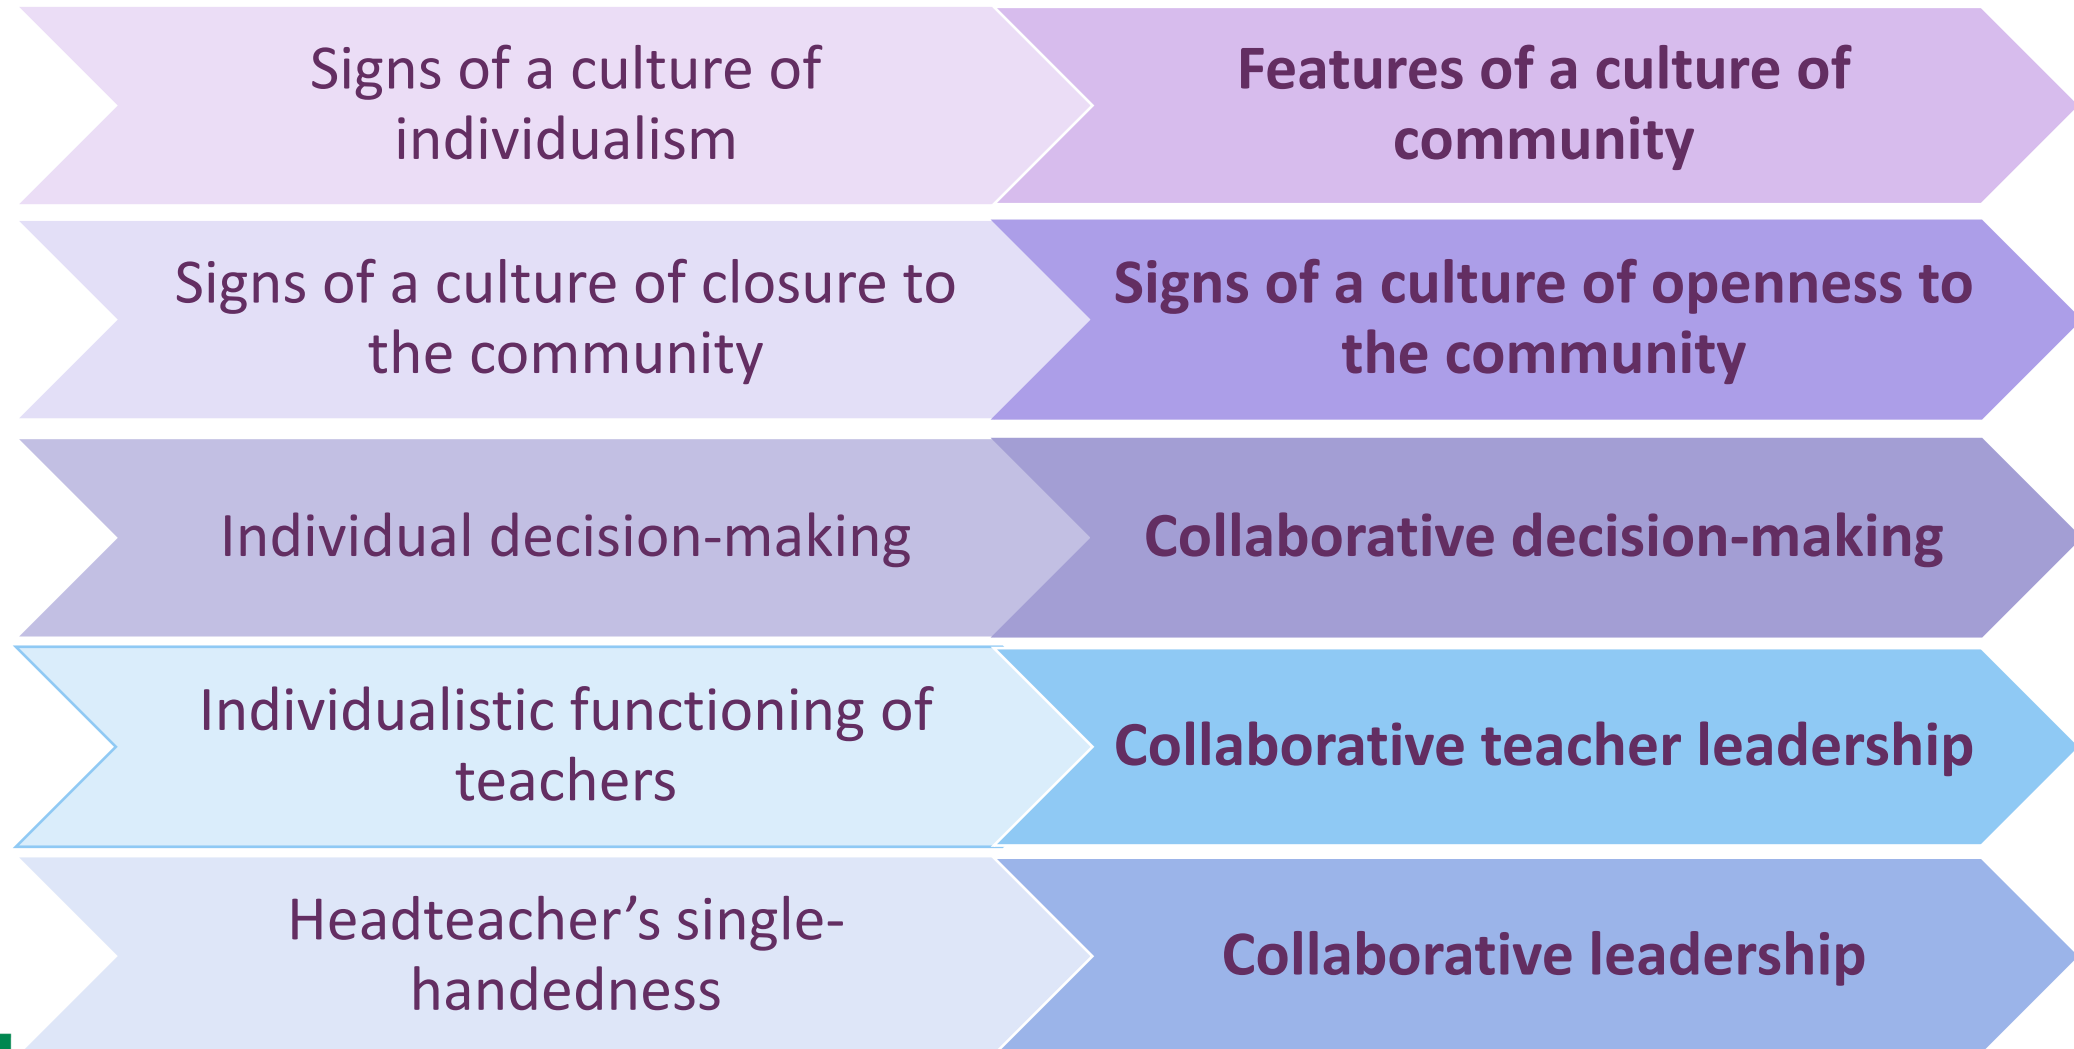 Signs of a culture of
individualism
Features of a culture of
community
Signs of a culture of closure to
the community
Signs of a culture of openness to
the community
Individual decision-making
Collaborative decision-making
Individualistic functioning of
teachers
Collaborative teacher leadership
Headteacher’s single-
handedness
Collaborative leadership